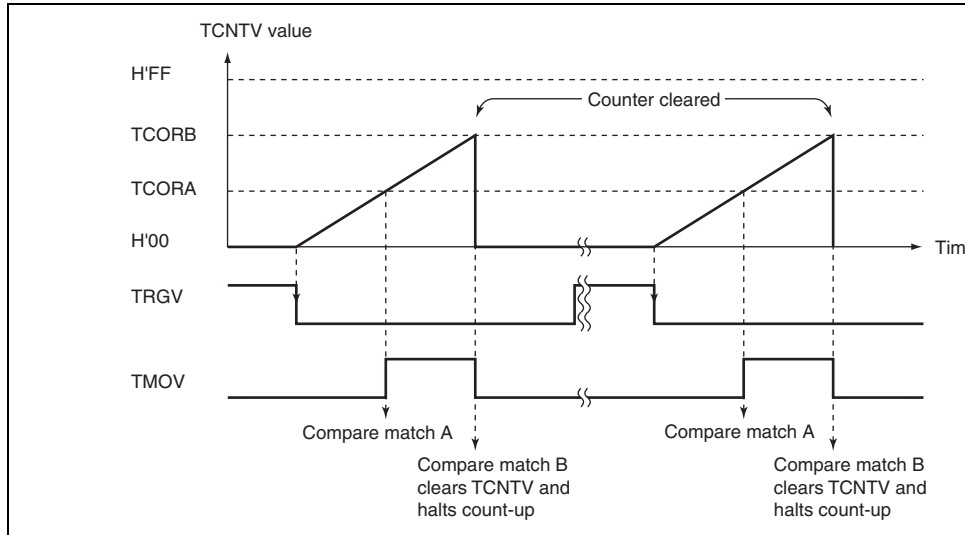 TCNTV value
H'FF
Counter cleared
TCORB
TCORA
H'00
Tim
TRGV
TMOV
Compare match A
Compare match A
Compare match B
clears TCNTV and
halts count-up
Compare match B
clears TCNTV and
halts count-up